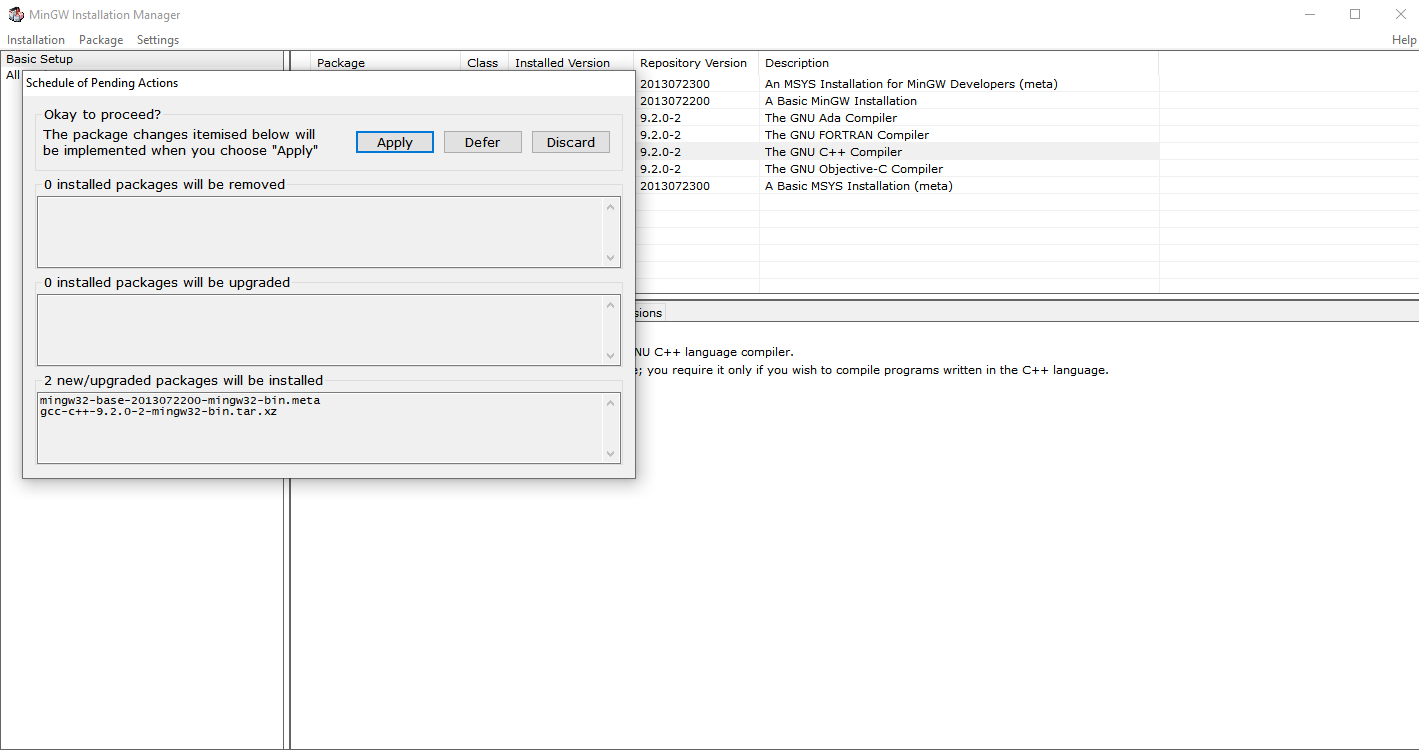 MinGW Installation Manager
Installation Package Settings Help
Basic Setup
All
Package Class Installed Version Repository Version Description
2013072300 An MSYS Installation for MinGW Developers (meta)
2013072200 A Basic MinGW Installation
9.2.0-2 The GNU Ada Compiler
9.2.0-2 The GNU FORTRAN Compiler
9.2.0-2 The GNU C++ Compiler
9.2.0-2 The GNU Objective-C Compiler
2013072300 A Basic MSYS Installation (meta)
Schedule of Pending Actions
Okay to proceed?
The package changes itemised below will
be implemented when you choose "Apply"
Apply Defer Discard
0 installed packages will be removed
0 installed packages will be upgraded
2 new/upgraded packages will be installed
mingw32-base-2013072200-mingw32-bin.meta
gcc-c++-9.2.0-2-mingw32-bin.tar.xz
sions
NU C++ language compiler.
; you require it only if you wish to compile programs written in the C++ language.